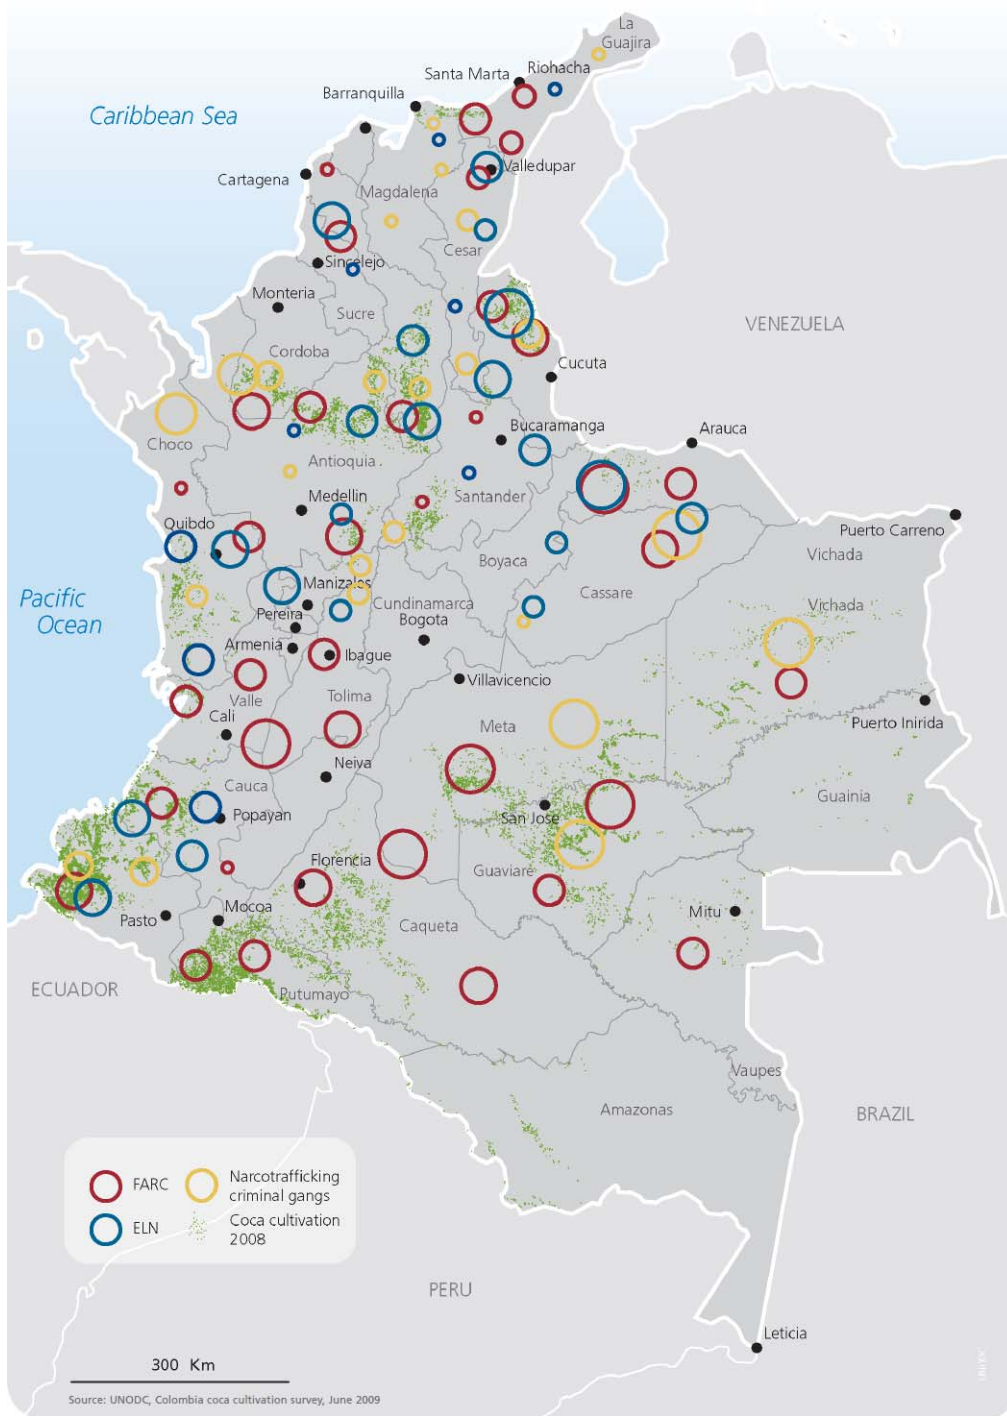 La
Guajira
Riohacha
Santa Marta
Barranquilla
Caribbean Sea
Valledupar
Cartagena
Magdalena
Cesar
Sincelejo
Monteria
Sucre
VENEZUELA
Cordoba
Cucuta
Choco
Bucaramanga
Arauca
Antioquia
Santander
Medellin
Quibdo
Puerto Carreno
Boyaca
Vichada
Manizales
Cassare
Pacific
Ocean
Cundinamarca
Vichada
Pereira
Bogota
Armenia
Ibague
Villavicencio
Valle
Tolima
Puerto Inirida
Cali
Meta
Neiva
Cauca
Guainia
Popayan
San Jose
Florencia
Guaviare
Mitu
Pasto
Mocoa
Caqueta
ECUADOR
Putumayo
Vaupes
Amazonas
BRAZIL
FARC
Narcotrafficking
criminal gangs
ELN
Coca cultivation
2008
PERU
Leticia
300 Km
Source: UNODC, Colombia coca cultivation survey, June 2009
UNODC